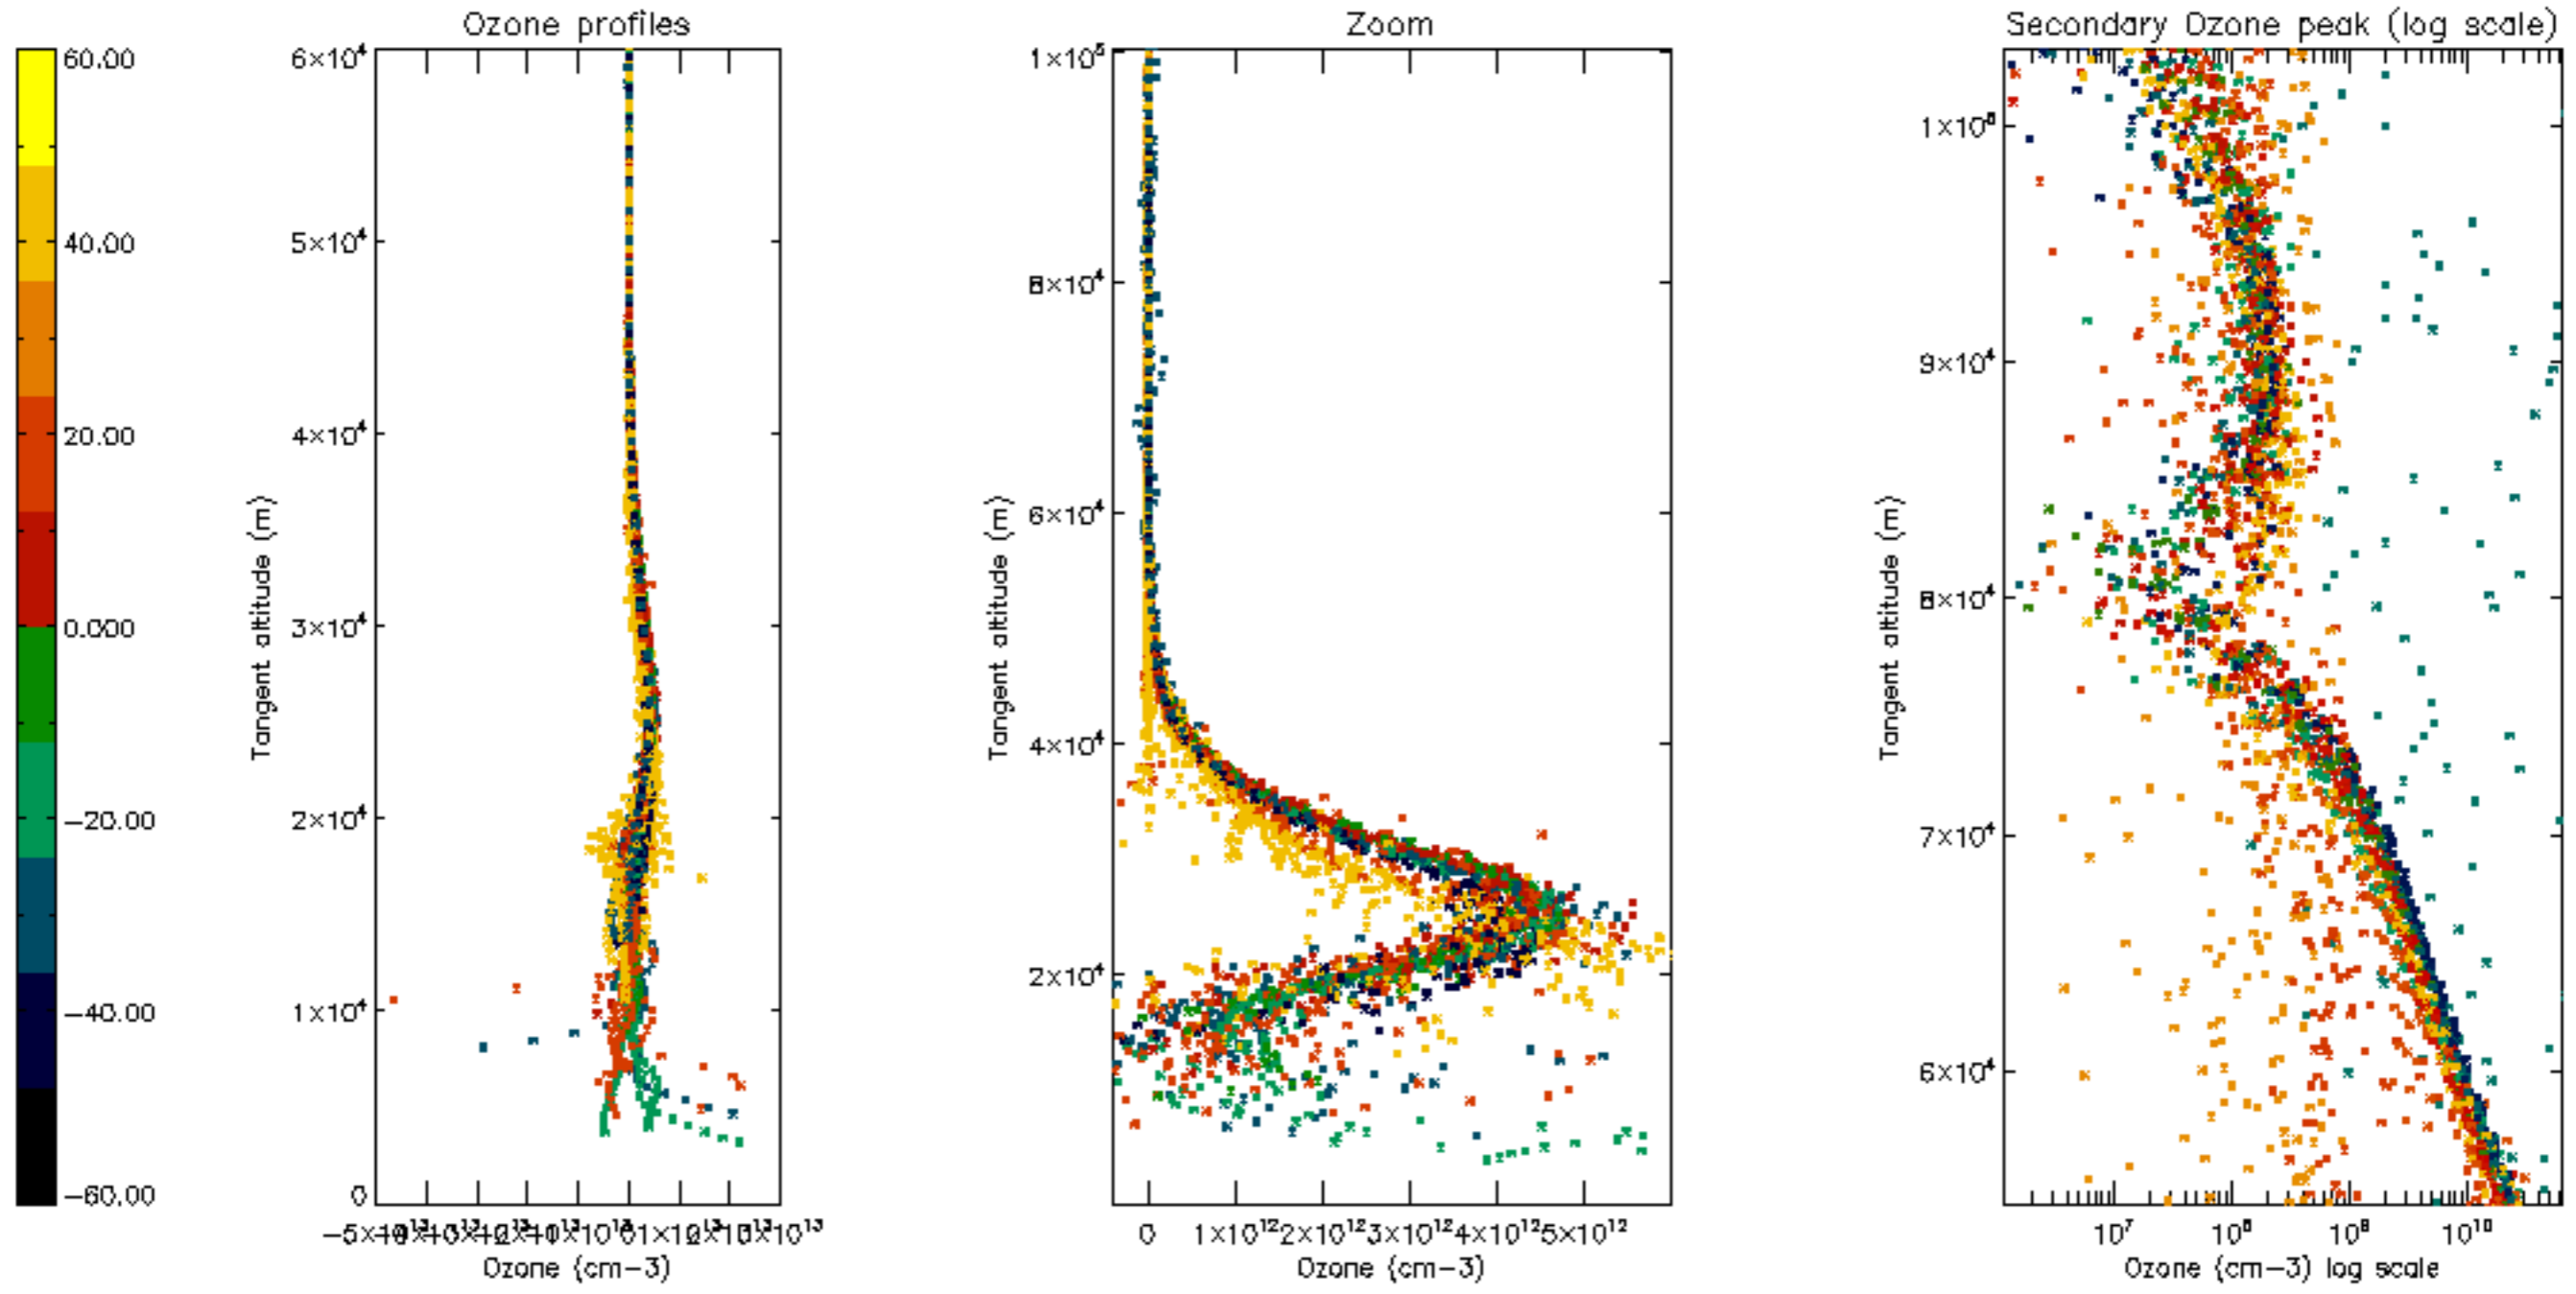 Ozone profiles
Zoom
Secondary Ozone peak (log scale)
60.00
40.00
20.00
0.000
−20.00
−40.00
−60.00
Tangent altitude (m)
6×10⁴
5×10⁴
4×10⁴
3×10⁴
2×10⁴
1×10⁴
0
Ozone (cm−3)
Tangent altitude (m)
1×10⁵
8×10⁴
6×10⁴
4×10⁴
2×10⁴
0 1×10¹² 2×10¹² 3×10¹² 4×10¹² 5×10¹²
Ozone (cm−3)
Tangent altitude (m)
1×10⁵
9×10⁴
8×10⁴
7×10⁴
6×10⁴
10⁷ 10⁸ 10⁹ 10¹⁰
Ozone (cm−3) log scale